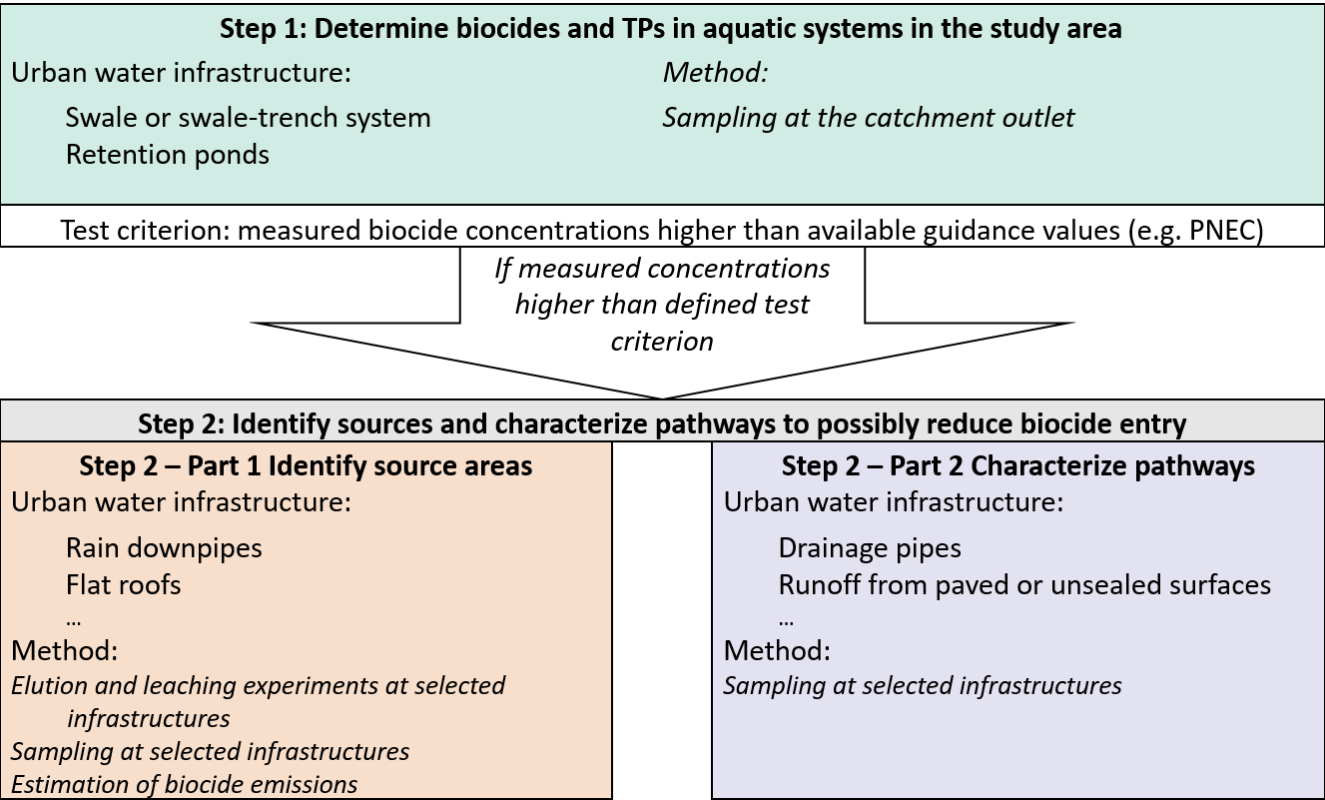 Step 1: Determine biocides and TPs in aquatic systems in the study area
Urban water infrastructure:
Swale or swale-trench system
Retention ponds
Method:
Sampling at the catchment outlet
Test criterion: measured biocide concentrations higher than available guidance values (e.g. PNEC)
If measured concentrations
higher than defined test
criterion
Step 2: Identify sources and characterize pathways to possibly reduce biocide entry
Step 2 – Part 1 Identify source areas
Urban water infrastructure:
Rain downpipes
Flat roofs
...
Method:
Elution and leaching experiments at selected
infrastructures
Sampling at selected infrastructures
Estimation of biocide emissions
Step 2 – Part 2 Characterize pathways
Urban water infrastructure:
Drainage pipes
Runoff from paved or unsealed surfaces
...
Method:
Sampling at selected infrastructures